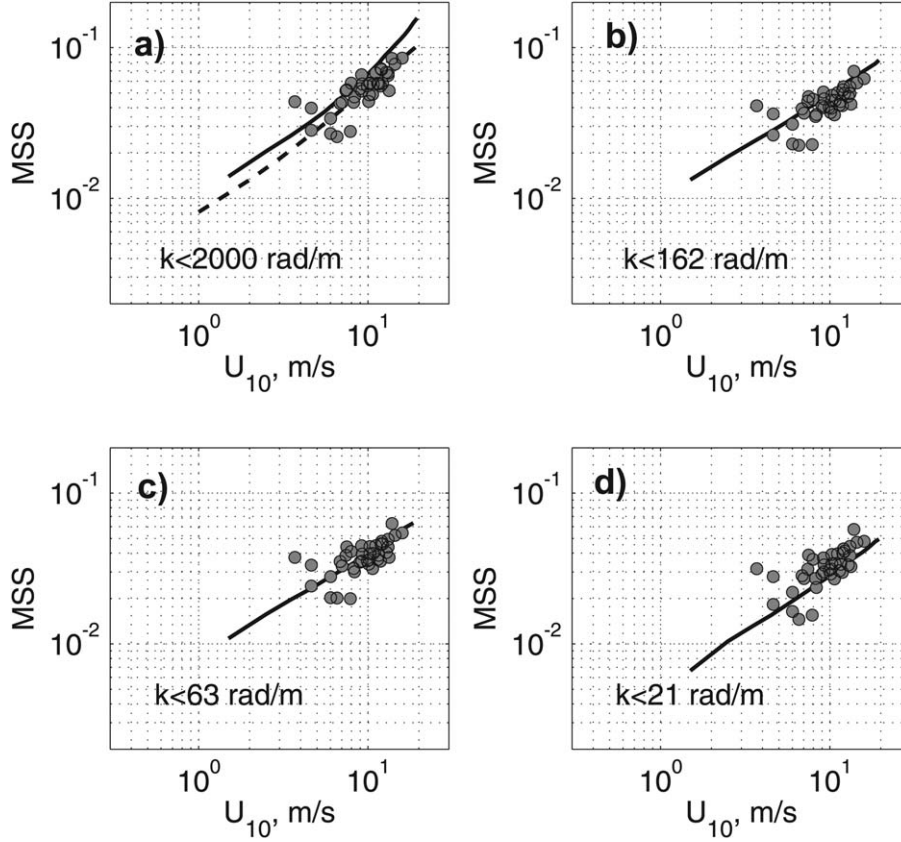 a)
MSS
10^-1
10^-2
k<2000 rad/m
10^0
10^1
U_10, m/s
b)
MSS
10^-1
10^-2
k<162 rad/m
10^0
10^1
U_10, m/s
c)
MSS
10^-1
10^-2
k<63 rad/m
10^0
10^1
U_10, m/s
d)
MSS
10^-1
10^-2
k<21 rad/m
10^0
10^1
U_10, m/s